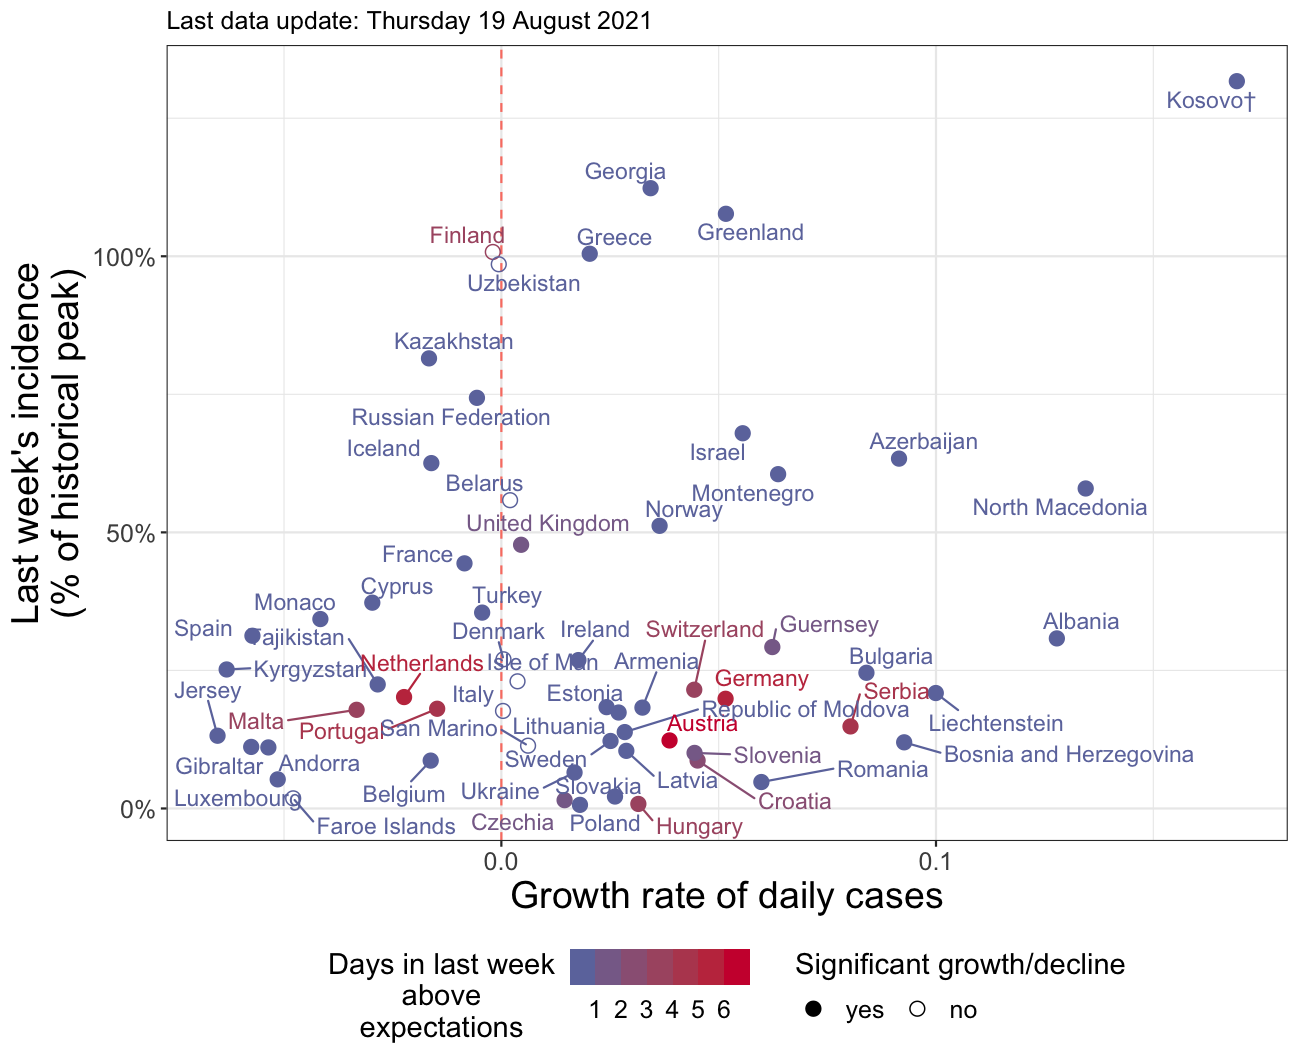 Last data update: Thursday 19 August 2021
Kosovo†
Georgia
Greenland
Finland
Greece
100%
Uzbekistan
Kazakhstan
Russian Federation
Iceland
Israel
Azerbaijan
Belarus
Montenegro
North Macedonia
Norway
United Kingdom
50%
France
Cyprus
Turkey
Monaco
Spain
Tajikistan
Denmark
Ireland
Switzerland
Guernsey
Albania
Kyrgyzstan
Netherlands
Isle of Man
Armenia
Bulgaria
Germany
Jersey
Italy
Estonia
Serbia
Republic of Moldova
Malta
Portugal
San Marino
Lithuania
Austria
Liechtenstein
Gibraltar
Andorra
Sweden
Slovenia
Bosnia and Herzegovina
Romania
Latvia
Luxembourg
Belgium
Ukraine
Slovakia
Croatia
0%
Faroe Islands
Czechia
Poland
Hungary
0.0
0.1
Last week's incidence
(% of historical peak)
Growth rate of daily cases
Days in last week
above
expectations
1 2 3 4 5 6
Significant growth/decline
yes
no